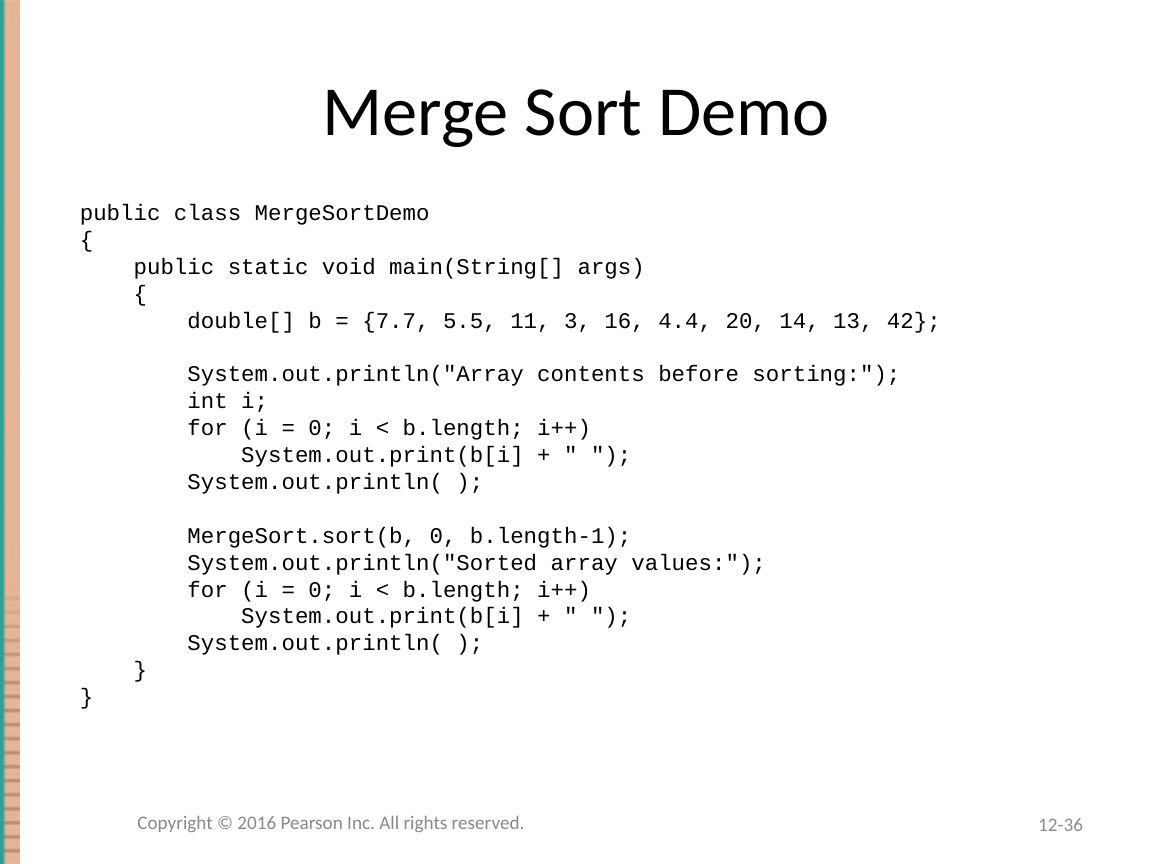 Merge Sort Demo
public class MergeSortDemo
{
    public static void main(String[] args)
    {
        double[] b = {7.7, 5.5, 11, 3, 16, 4.4, 20, 14, 13, 42};

        System.out.println("Array contents before sorting:");
        int i;
        for (i = 0; i < b.length; i++)
            System.out.print(b[i] + " ");
        System.out.println( );

        MergeSort.sort(b, 0, b.length-1);
        System.out.println("Sorted array values:");
        for (i = 0; i < b.length; i++)
            System.out.print(b[i] + " ");
        System.out.println( );
    }
}
Copyright © 2016 Pearson Inc. All rights reserved.
12-36